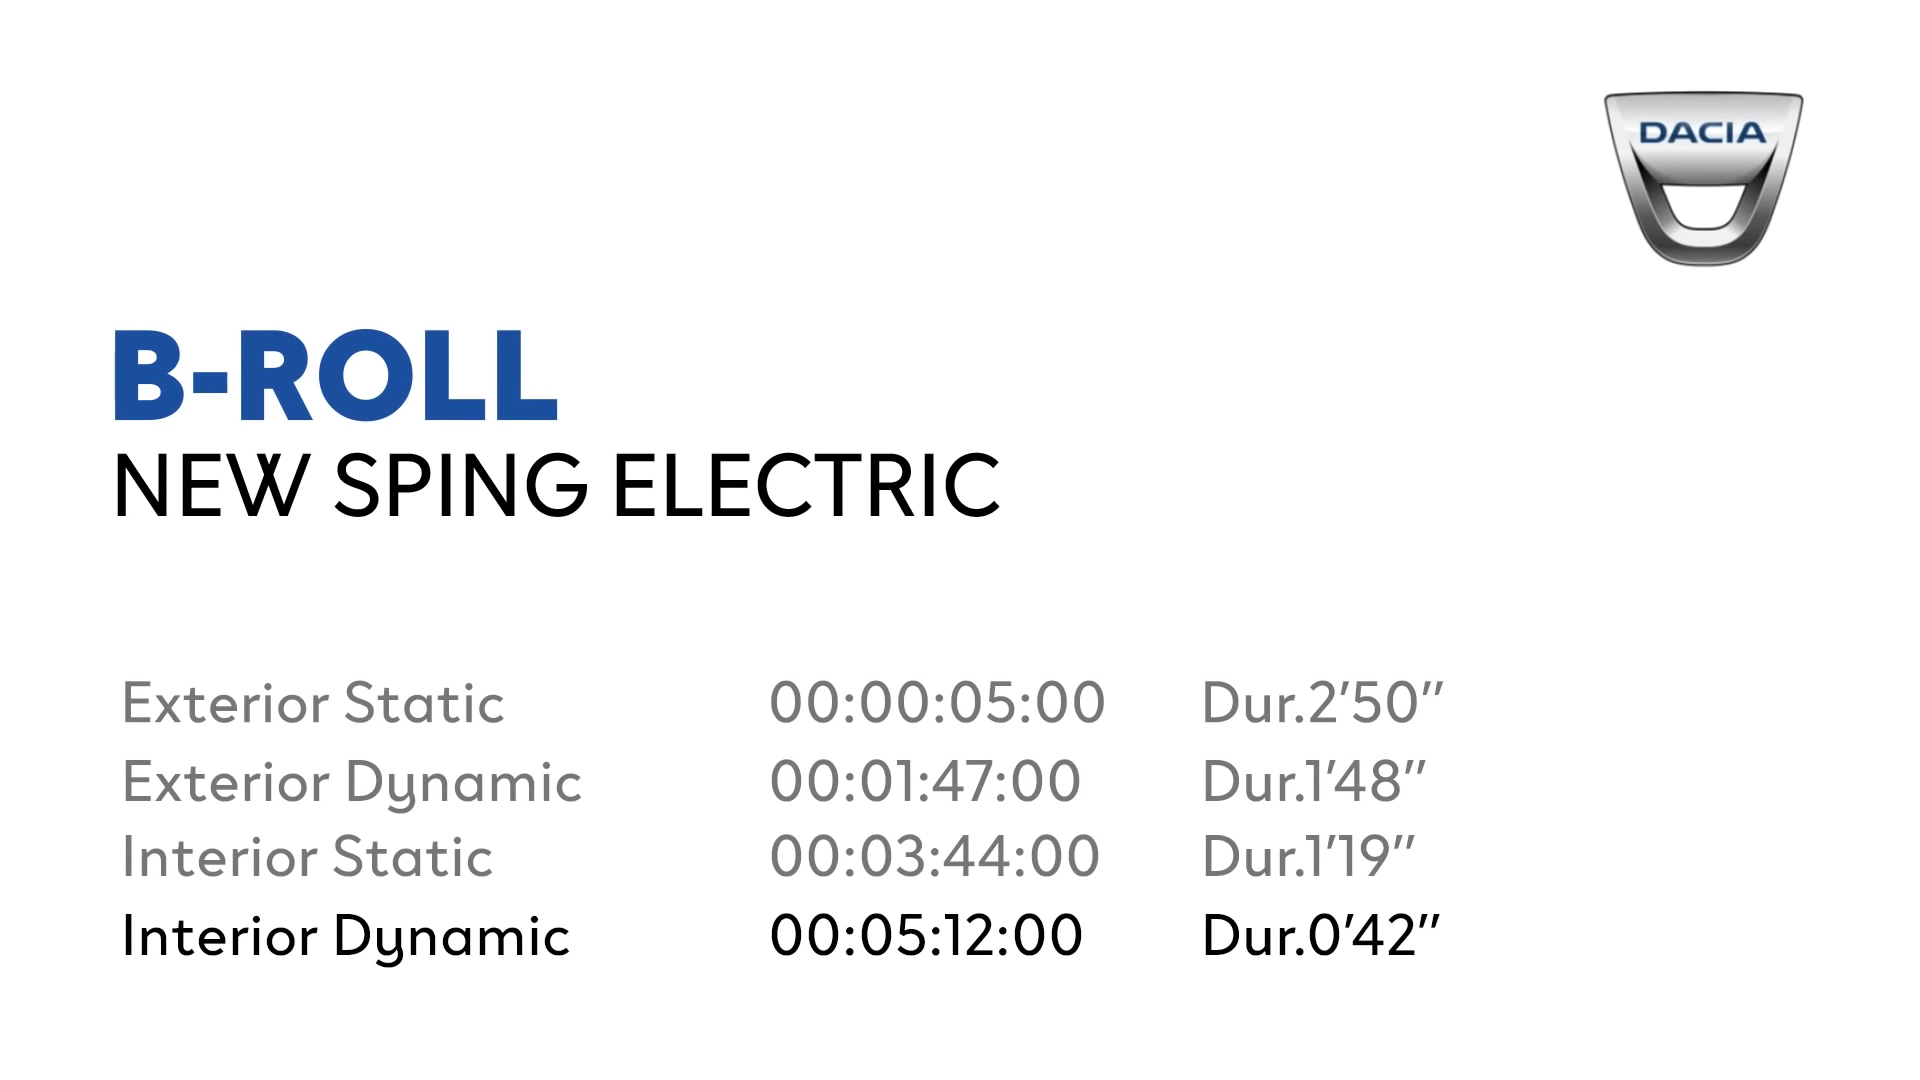 DACIA
B-ROLL
NEW SPING ELECTRIC
Exterior Static 00:00:05:00 Dur.2'50''
Exterior Dynamic 00:01:47:00 Dur.1'48''
Interior Static 00:03:44:00 Dur.1'19''
Interior Dynamic 00:05:12:00 Dur.0'42''